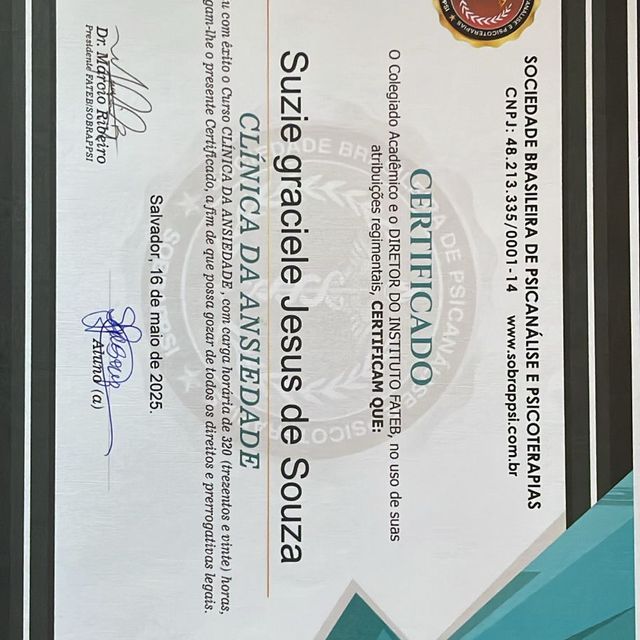 SOCIEDADE BRASILEIRA DE PSICANÁLISE E PSICOTERAPIAS
CNPJ: 48.213.335/0001-14 www.sobrappsi.com.br
CERTIFICADO
O Colegiado Acadêmico e o DIRETOR DO INSTITUTO FATEB, no uso de suas
atribuições regimentais, CERTIFICAM QUE:
Suzie graciele Jesus de Souza
CLÍNICA DA ANSIEDADE
com êxito o Curso CLÍNICA DA ANSIEDADE, com carga horária de 320 (trezentos e vinte) horas,
o presente Certificado, a fim de que possa gozar de todos os direitos e prerrogativas legais.
Salvador, 16 de maio de 2025.
Dr. Márcio Ribeiro
Presidente FATEB/SOBRAPPSI
Aluno (a)